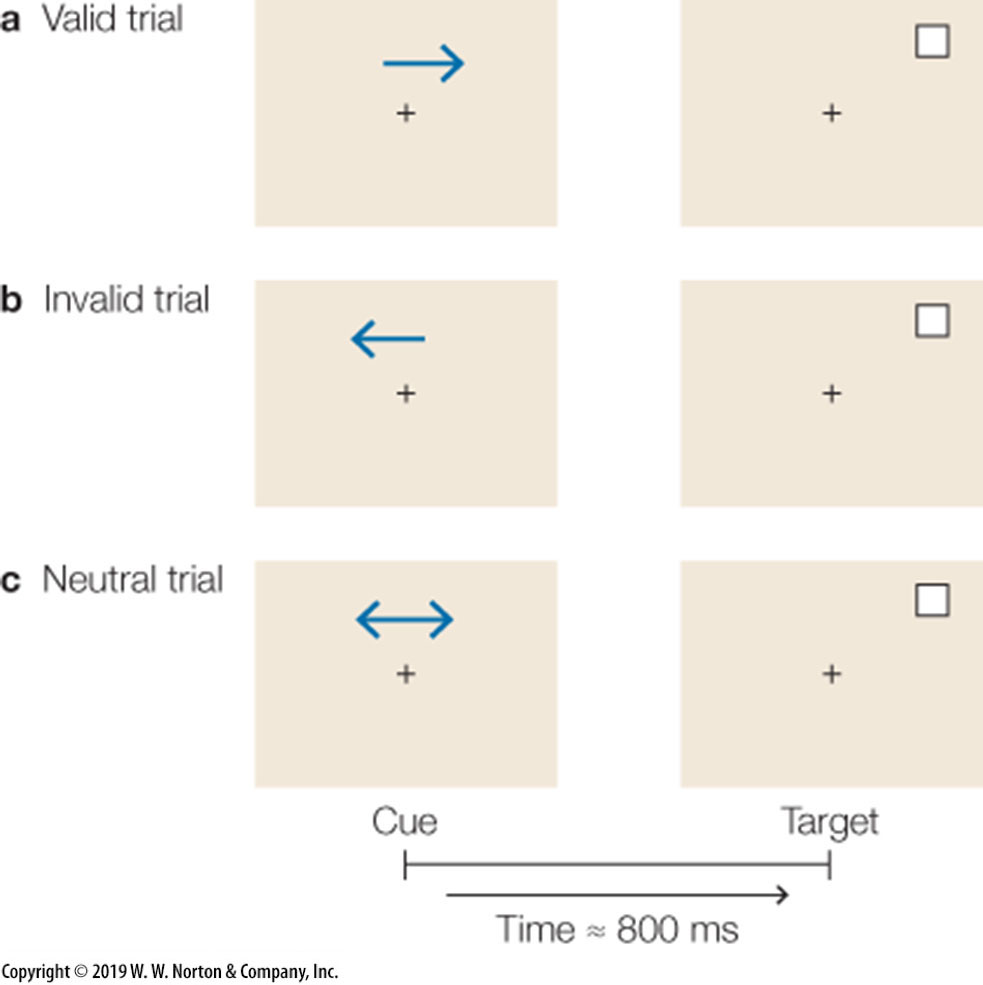 a Valid trial
b Invalid trial
c Neutral trial
Cue
Target
Time ≈ 800 ms
Copyright © 2019 W. W. Norton & Company, Inc.